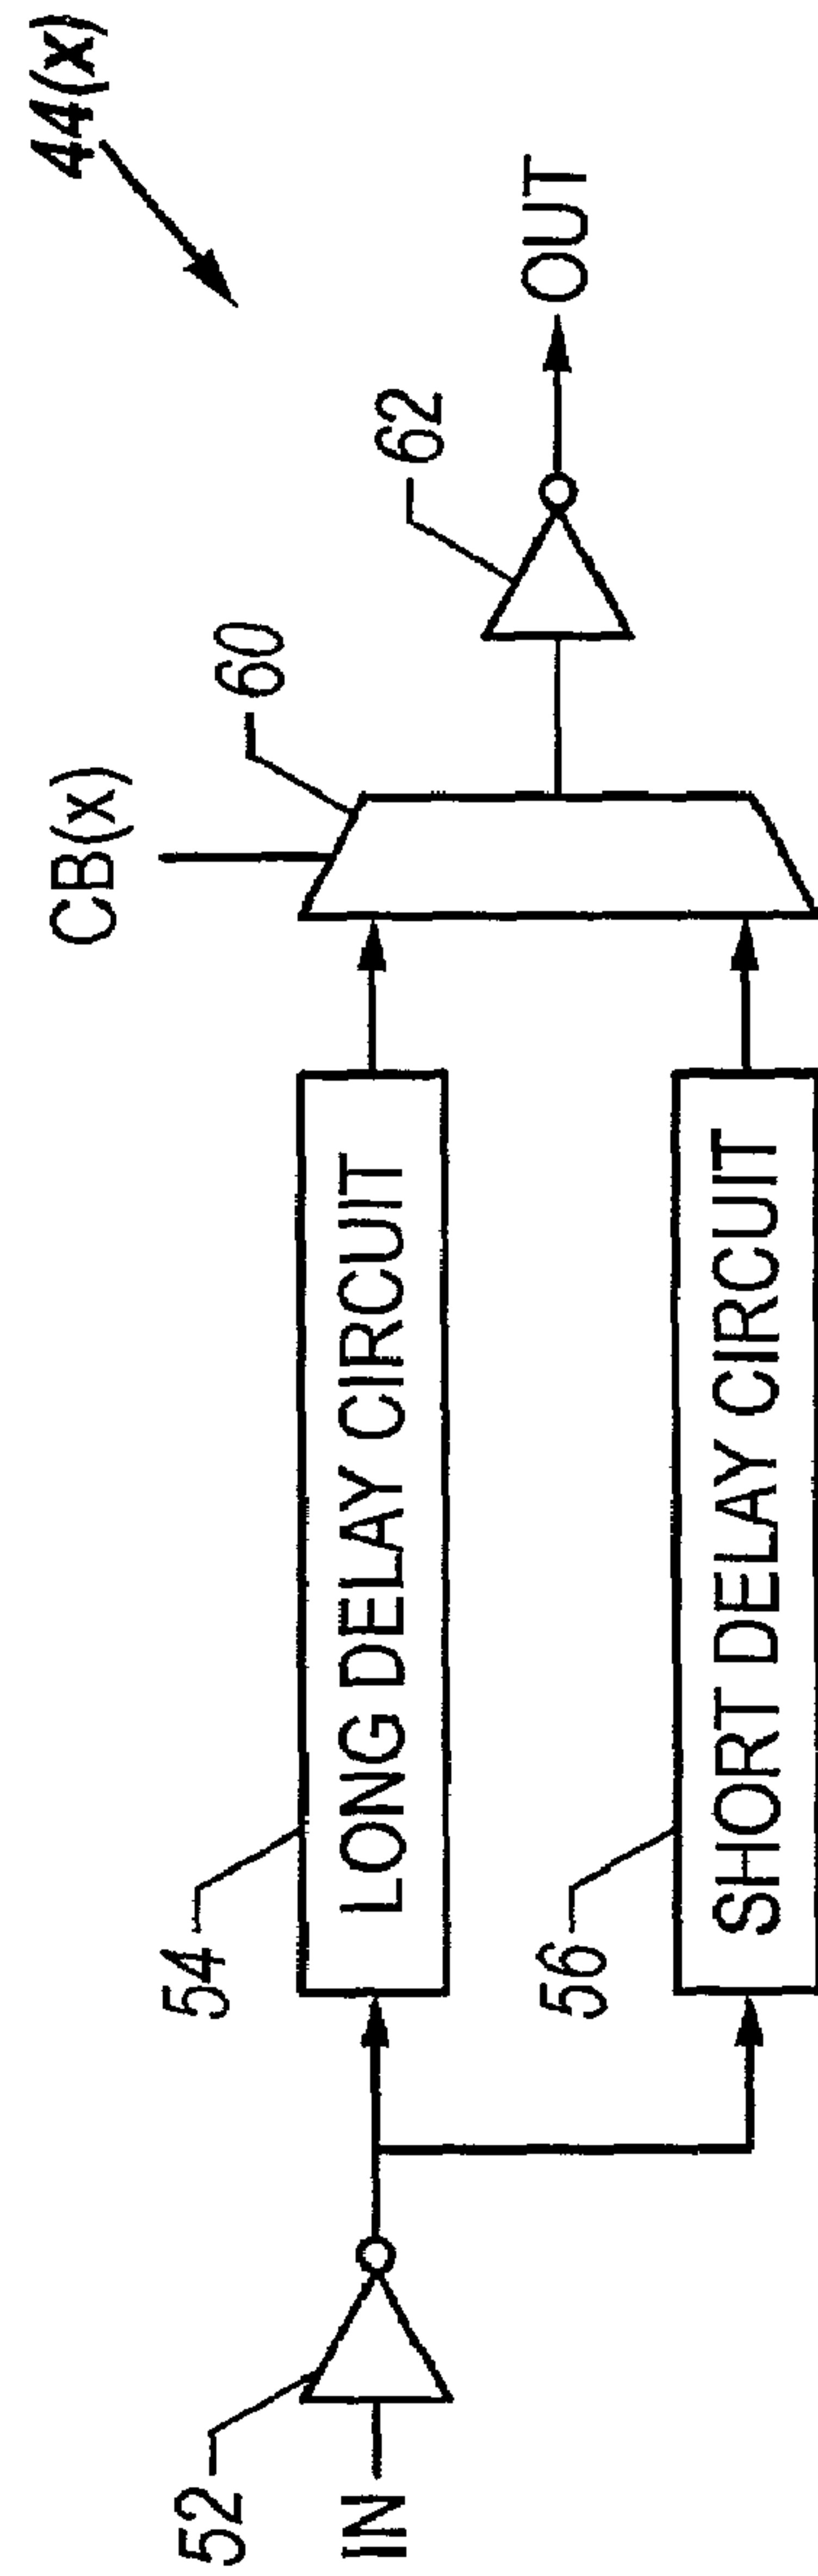 44(x)
CB(x)
60
62
OUT
54
LONG DELAY CIRCUIT
52
IN
56
SHORT DELAY CIRCUIT